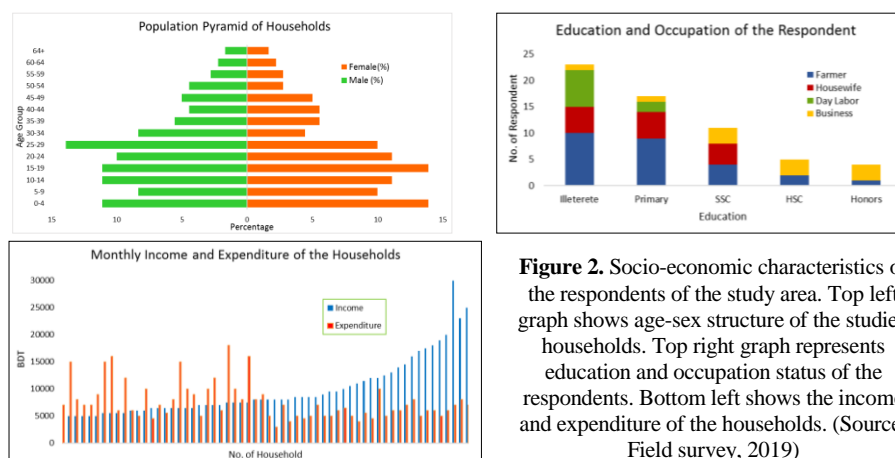 Population Pyramid of Households
Age Group
64+
60-64
55-59
50-54
45-49
40-44
35-39
30-34
25-29
20-24
15-19
10-14
5-9
0-4
Female(%)
Male (%)
15 10 5 0 5 10 15
Percentage
Education and Occupation of the Respondent
No. of Respondent
25
20
15
10
5
0
Farmer
Housewife
Day Labor
Business
Illeterete Primary SSC HSC Honors
Education
Monthly Income and Expenditure of the Households
BDT
30000
25000
20000
15000
10000
5000
0
Income
Expenditure
No. of Household
Figure 2. Socio-economic characteristics o
the respondents of the study area. Top left
graph shows age-sex structure of the studie
households. Top right graph represents
education and occupation status of the
respondents. Bottom left shows the income
and expenditure of the households. (Source
Field survey, 2019)